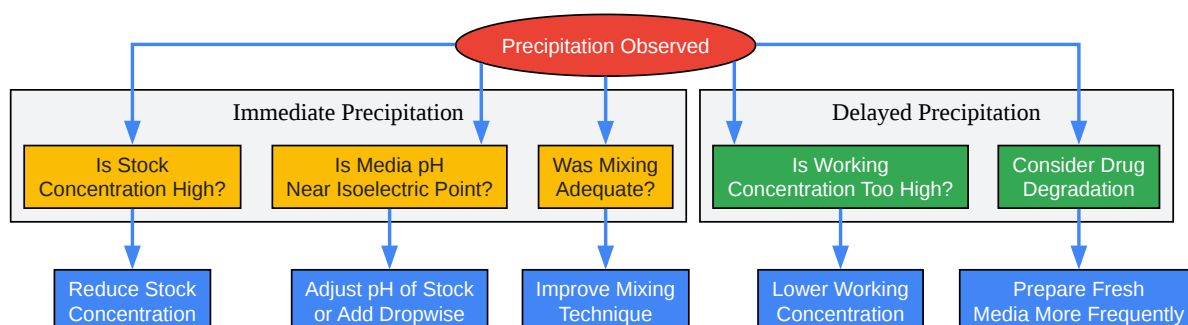 Precipitation Observed
Immediate Precipitation
Delayed Precipitation
Is Stock
Concentration High?
Is Media pH
Near Isoelectric Point?
Was Mixing
Adequate?
Is Working
Concentration Too High?
Consider Drug
Degradation
Reduce Stock
Concentration
Adjust pH of Stock
or Add Dropwise
Improve Mixing
Technique
Lower Working
Concentration
Prepare Fresh
Media More Frequently